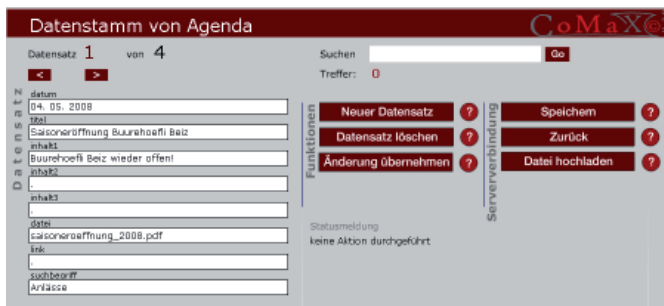 Datenstamm von Agenda
CoMaX©
Datensatz 1 von 4
Suchen
Go
< >
Treffer: 0
Datensatz
datum
04. 05. 2008
titel
Saisoneröffnung Buurehoefli Beiz
inhalt1
Buurehoefli Beiz wieder offen!
inhalt2
.
inhalt3
.
datei
saisoneroeffnung_2008.pdf
link
.
suchbegriff
Anlässe
Funktionen
Neuer Datensatz ?
Datensatz löschen ?
Änderung übernehmen ?
Serververbindung
Speichern ?
Zurück ?
Datei hochladen ?
Statusmeldung
keine Aktion durchgeführt